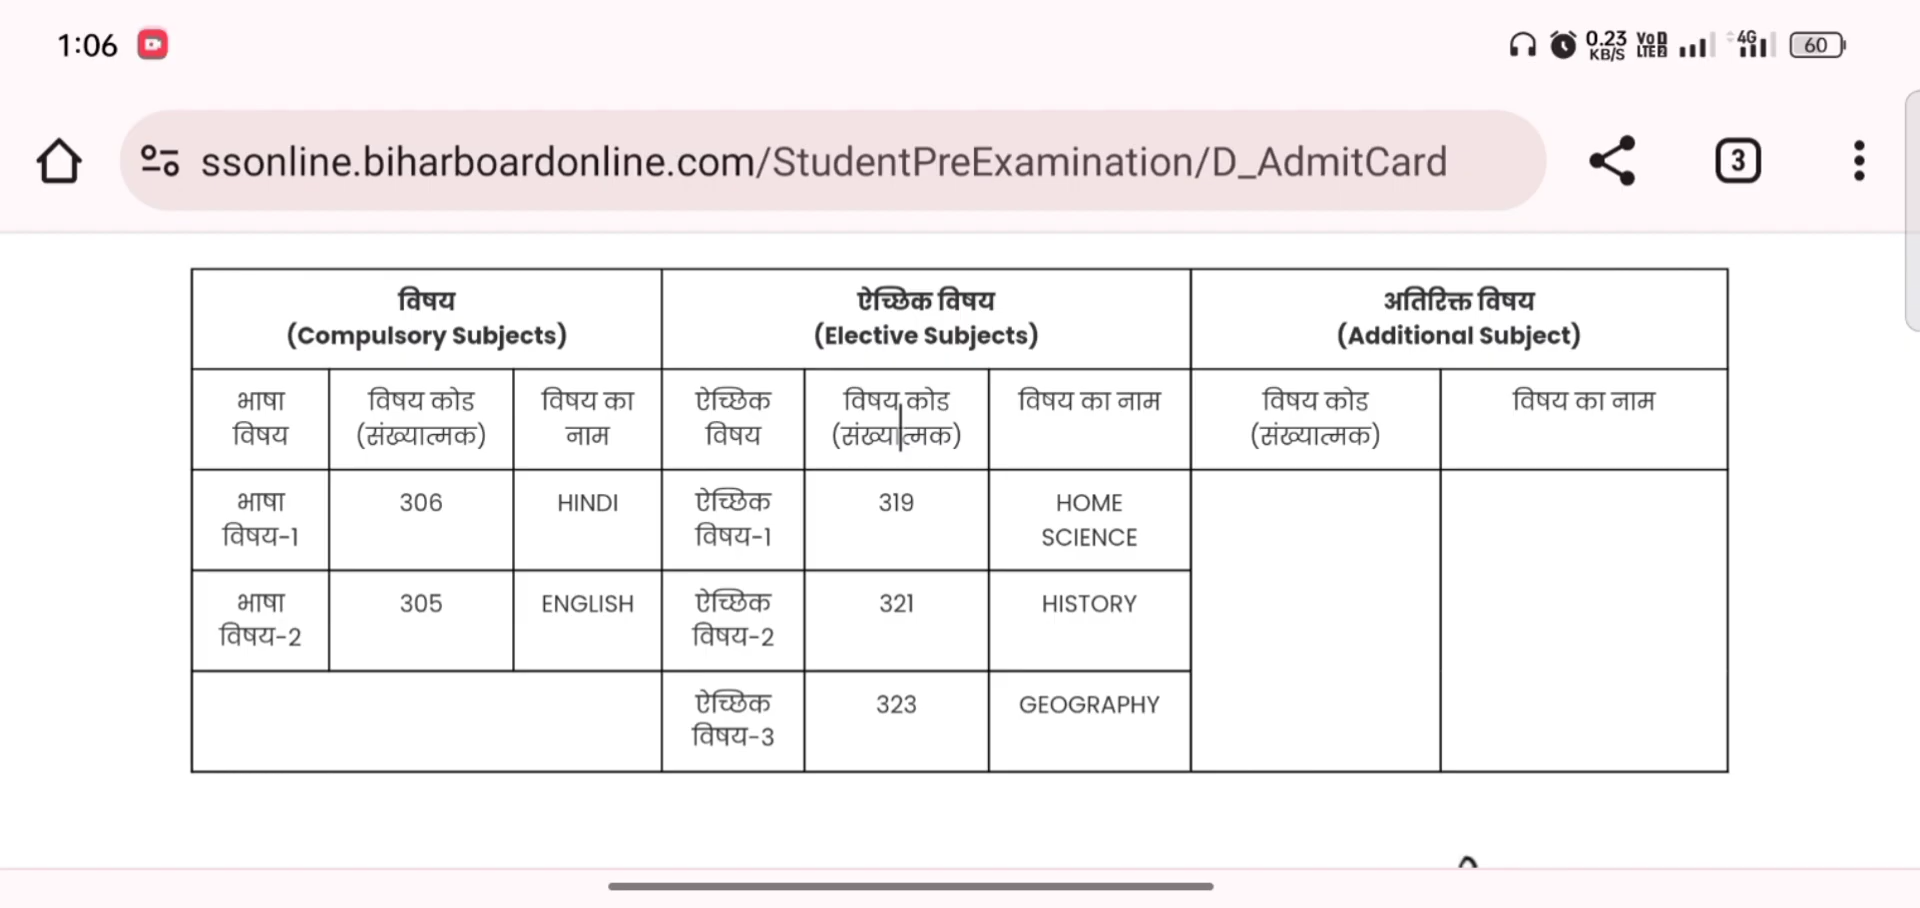 1:06
0.23 KB/S
VoLTE 4G
60
ssonline.biharboardonline.com/StudentPreExamination/D_AdmitCard
3
विषय
(Compulsory Subjects)
ऐच्छिक विषय
(Elective Subjects)
अतिरिक्त विषय
(Additional Subject)
भाषा
विषय
विषय कोड
(संख्यात्मक)
विषय का
नाम
ऐच्छिक
विषय
विषय कोड
(संख्यात्मक)
विषय का नाम
विषय कोड
(संख्यात्मक)
विषय का नाम
भाषा
विषय-1
306
HINDI
ऐच्छिक
विषय-1
319
HOME
SCIENCE
भाषा
विषय-2
305
ENGLISH
ऐच्छिक
विषय-2
321
HISTORY
ऐच्छिक
विषय-3
323
GEOGRAPHY